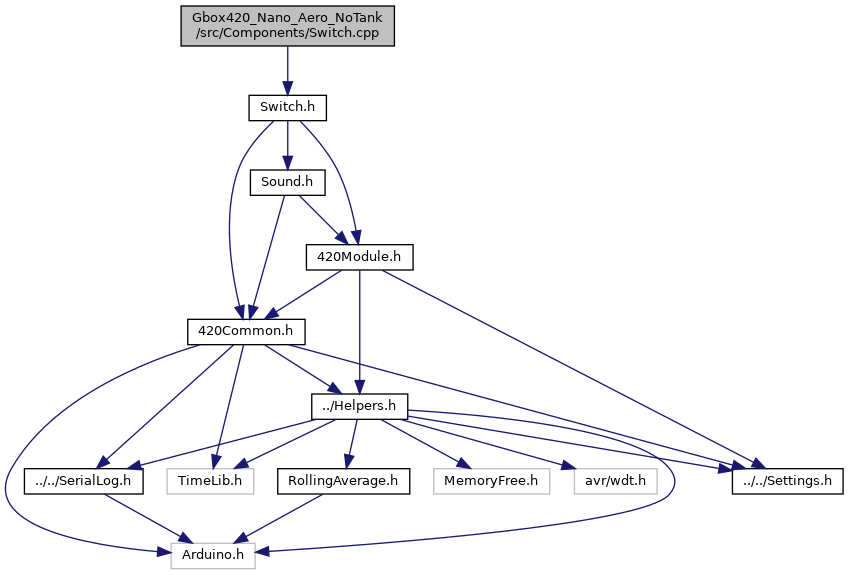 Gbox420_Nano_Aero_NoTank
/src/Components/Switch.cpp
Switch.h
Sound.h
420Module.h
420Common.h
../Helpers.h
../../SerialLog.h
TimeLib.h
RollingAverage.h
MemoryFree.h
avr/wdt.h
../../Settings.h
Arduino.h